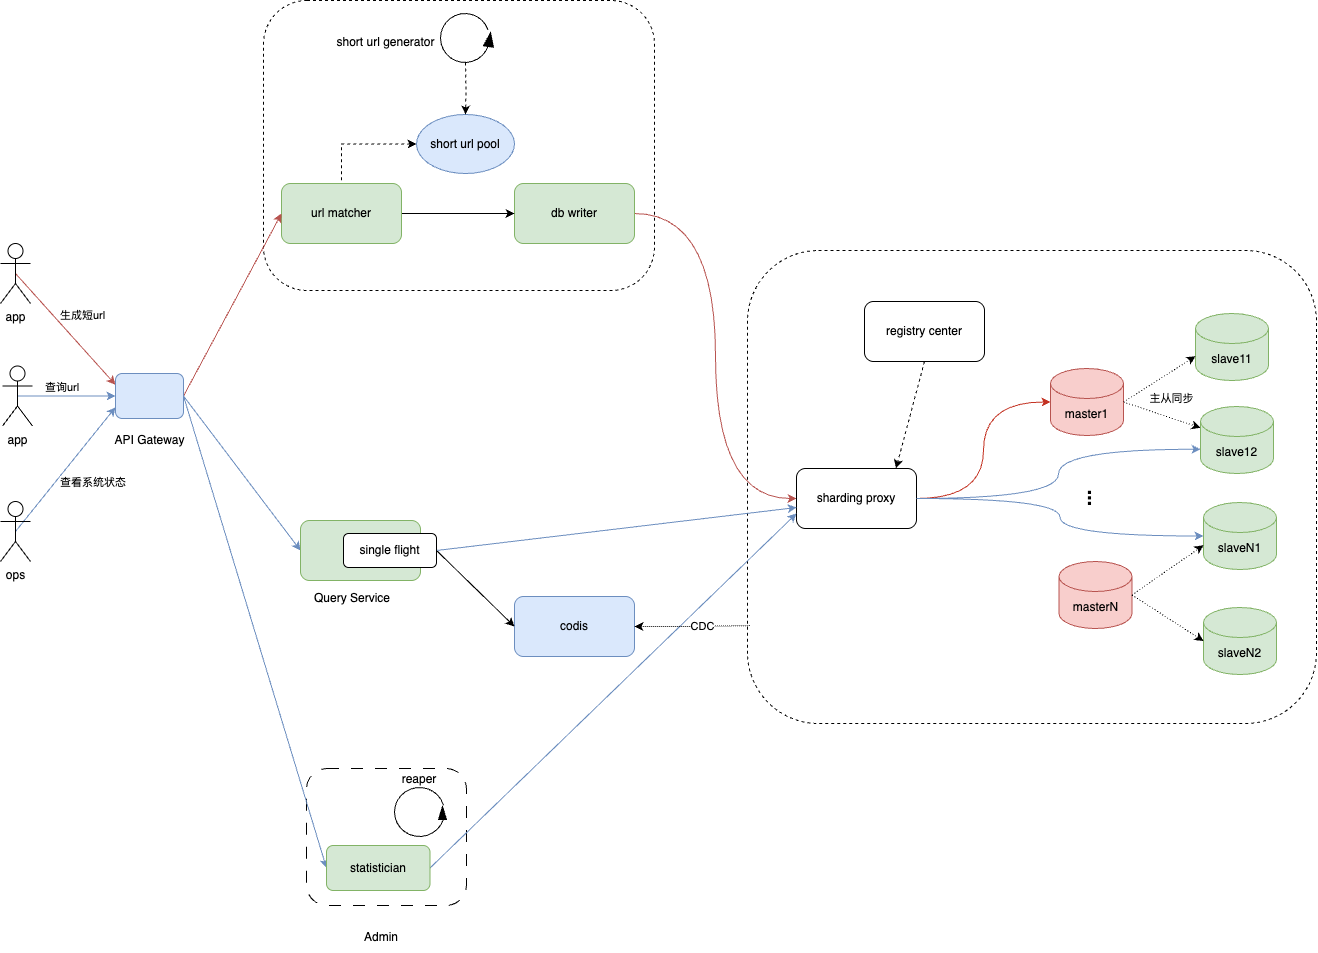 short url generator
short url pool
url matcher
db writer
app
生成短url
app
查询url
API Gateway
ops
查看系统状态
single flight
Query Service
codis
CDC
reaper
statistician
Admin
registry center
sharding proxy
master1
主从同步
slave11
slave12
⋮
slaveN1
masterN
slaveN2